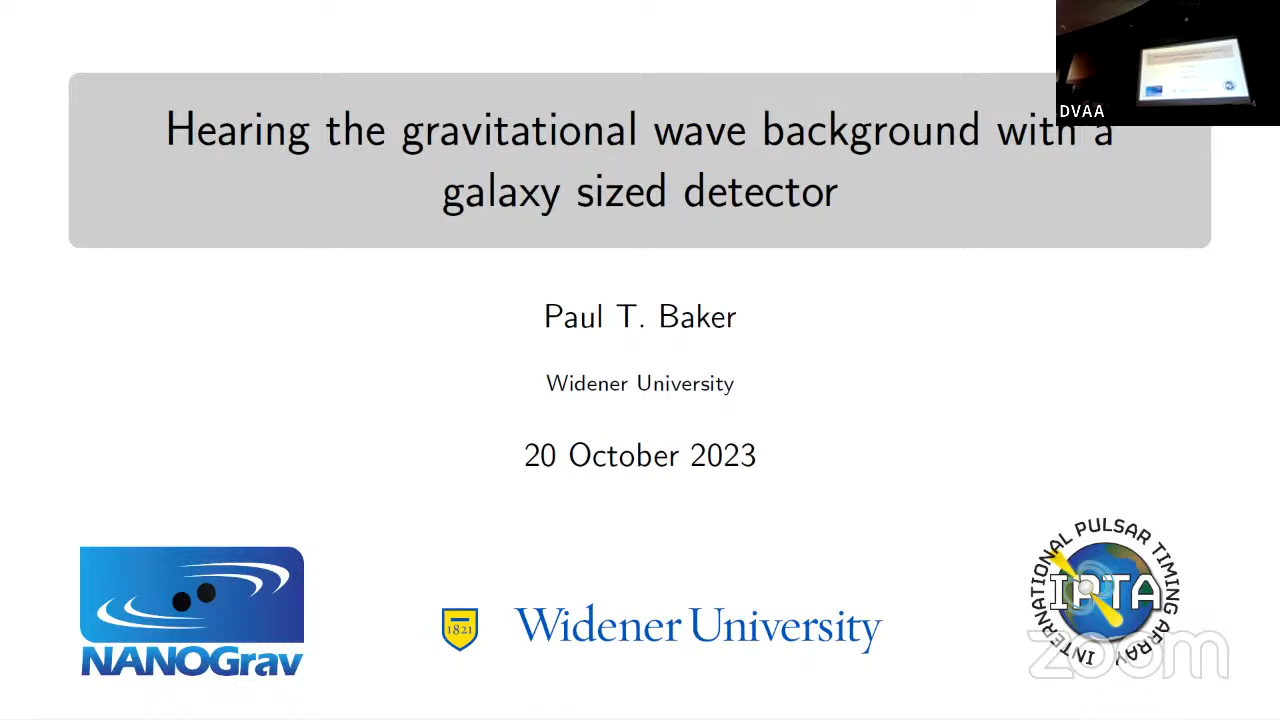 Hearing the gravitational wave background with a
galaxy sized detector
DVAA
Paul T. Baker
Widener University
20 October 2023
NANOGrav
1821
Widener University
INTERNATIONAL PULSAR TIMING ARRAY
IPTA
zoom